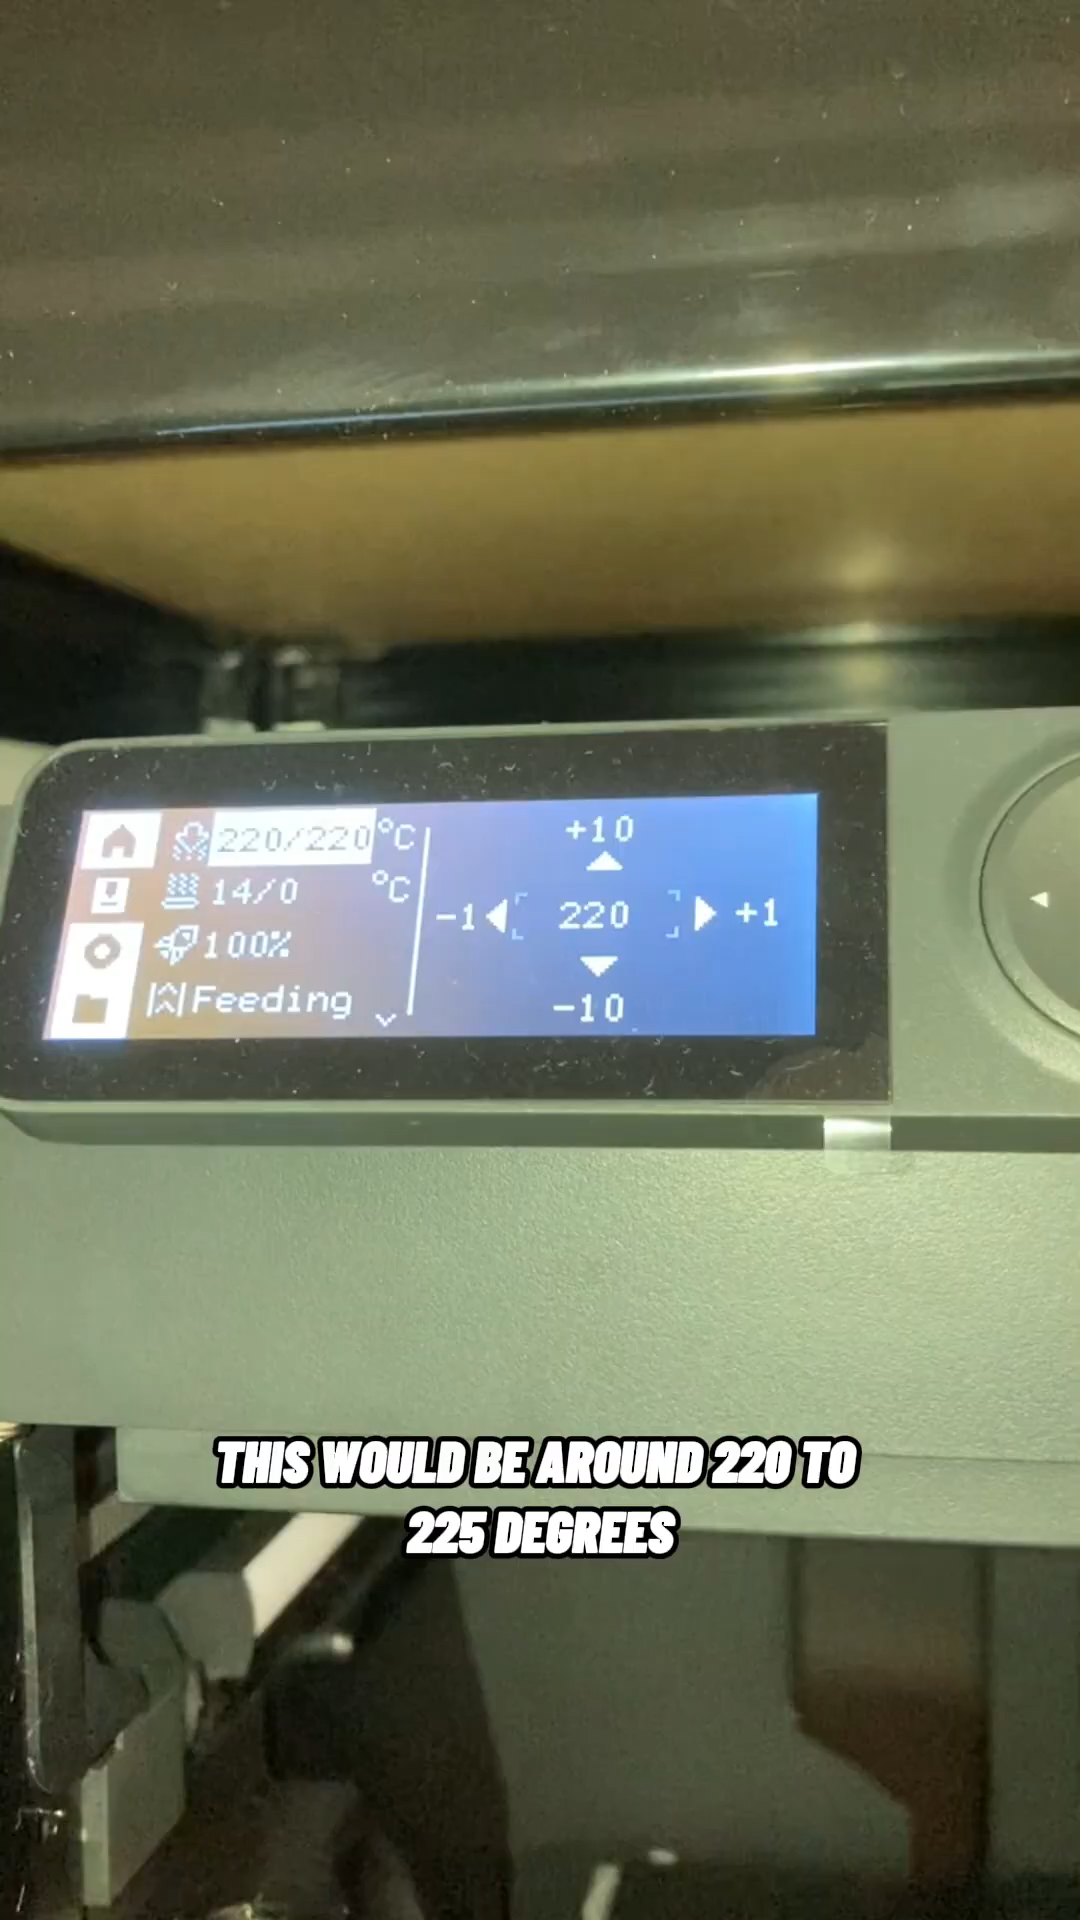 220/220°C
14/0 °C
100%
Feeding
+10
-1 220 +1
-10
THIS WOULD BE AROUND 220 TO
225 DEGREES